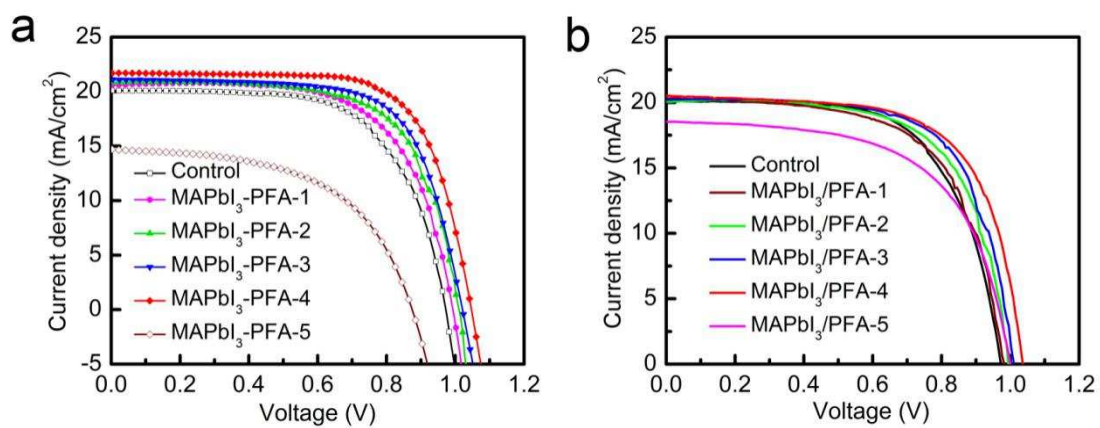 a
25
20
15
10
5
0
-5
Current density (mA/cm²)
Control
MAPbI₃-PFA-1
MAPbI₃-PFA-2
MAPbI₃-PFA-3
MAPbI₃-PFA-4
MAPbI₃-PFA-5
0.0 0.2 0.4 0.6 0.8 1.0 1.2
Voltage (V)
b
25
20
15
10
5
0
Current density (mA/cm²)
Control
MAPbI₃/PFA-1
MAPbI₃/PFA-2
MAPbI₃/PFA-3
MAPbI₃/PFA-4
MAPbI₃/PFA-5
0.0 0.2 0.4 0.6 0.8 1.0 1.2
Voltage (V)